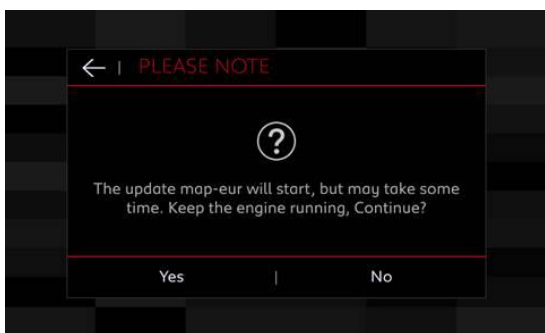 PLEASE NOTE
The update map-eur will start, but may take some
time. Keep the engine running, Continue?
Yes | No